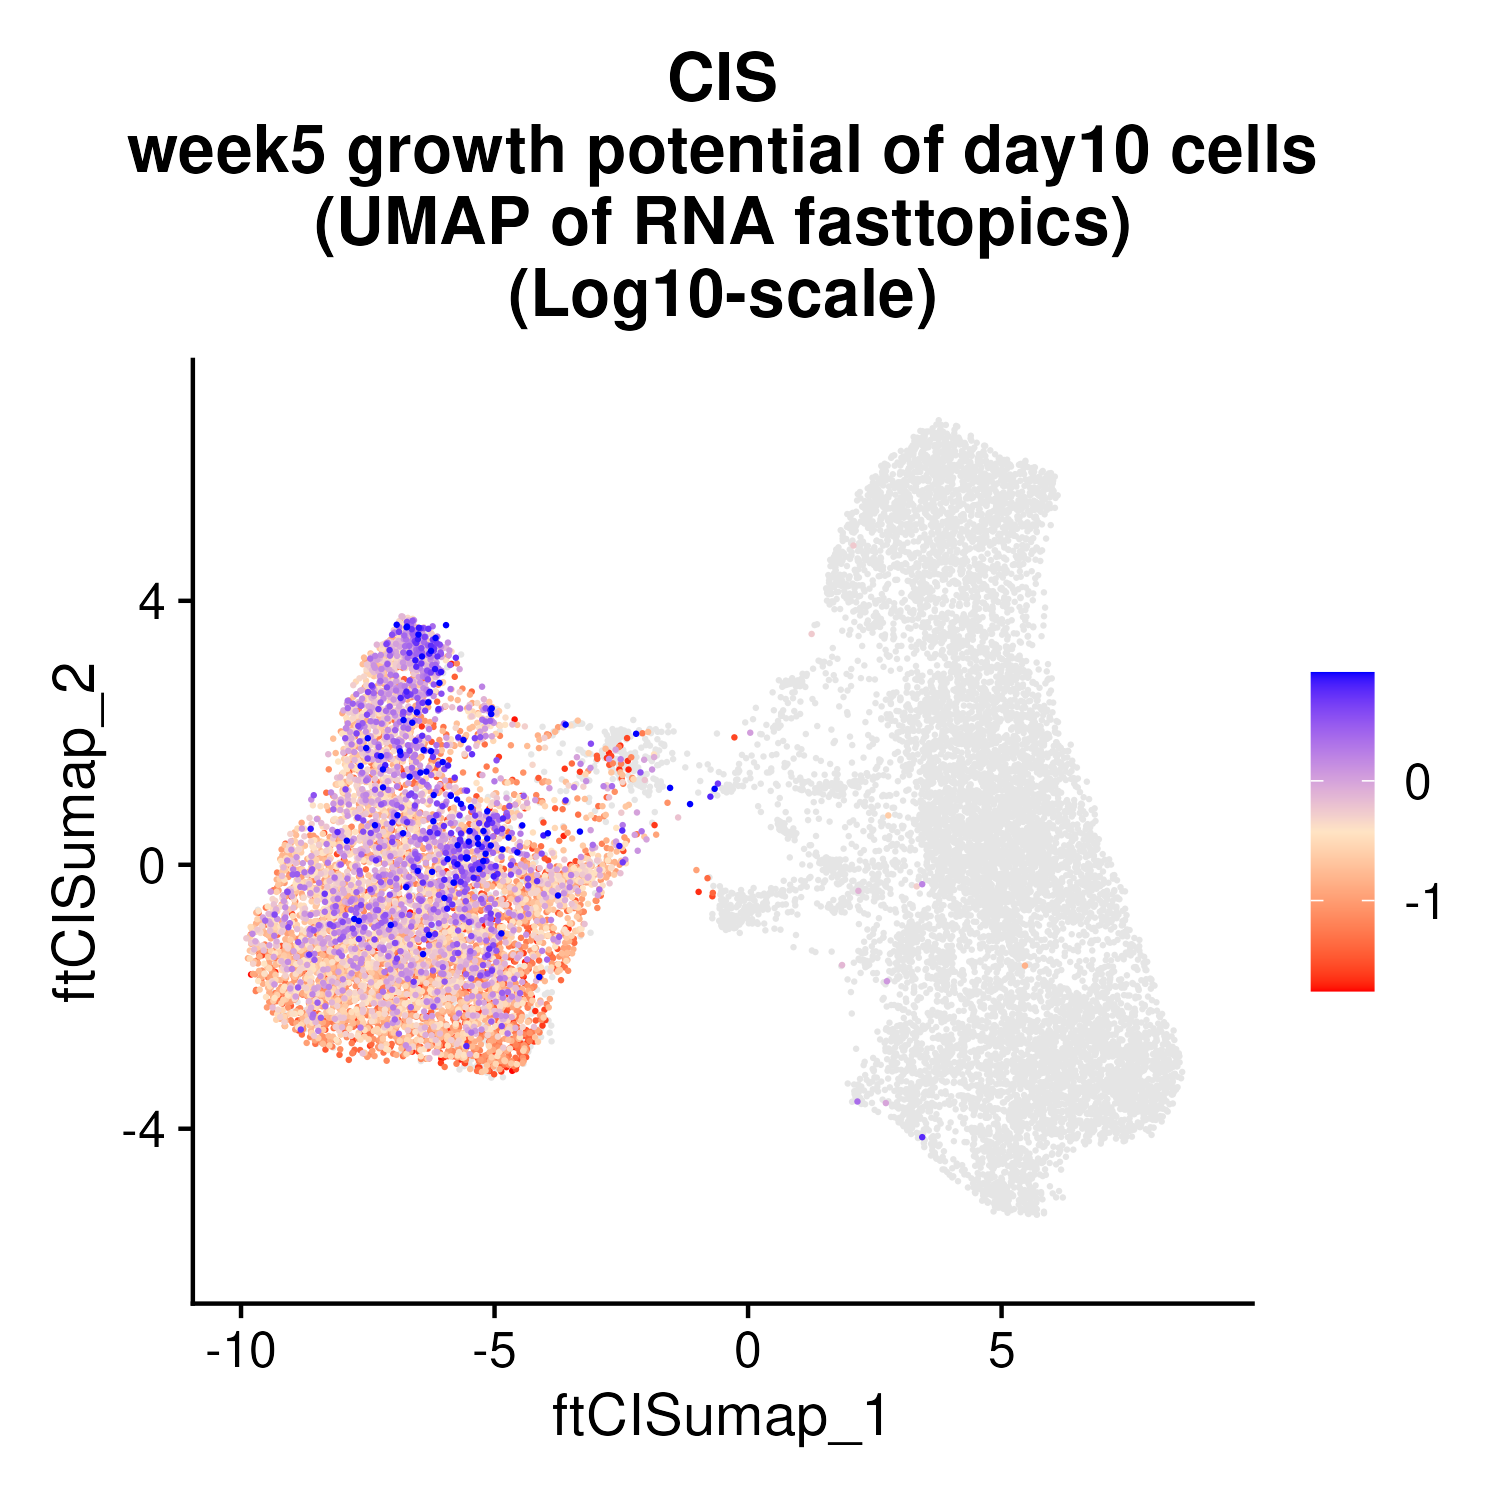 CIS
week5 growth potential of day10 cells
(UMAP of RNA fasttopics)
(Log10-scale)
ftCISumap_2
4
0
-4
-10
-5
0
5
ftCISumap_1
0
-1